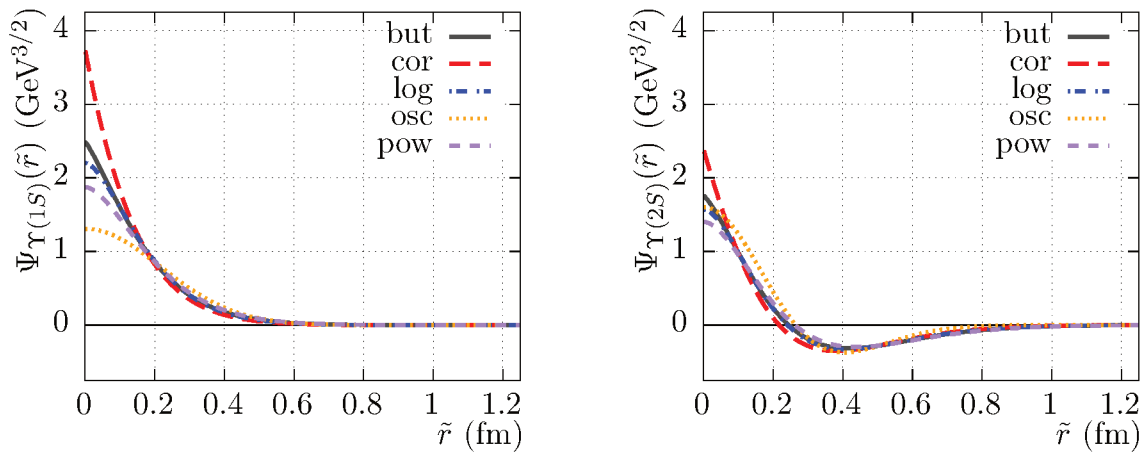 Ψ_Υ(1S)(r̃) (GeV^3/2)
4
3
2
1
0
but
cor
log
osc
pow
0 0.2 0.4 0.6 0.8 1 1.2
r̃ (fm)
Ψ_Υ(2S)(r̃) (GeV^3/2)
4
3
2
1
0
but
cor
log
osc
pow
0 0.2 0.4 0.6 0.8 1 1.2
r̃ (fm)